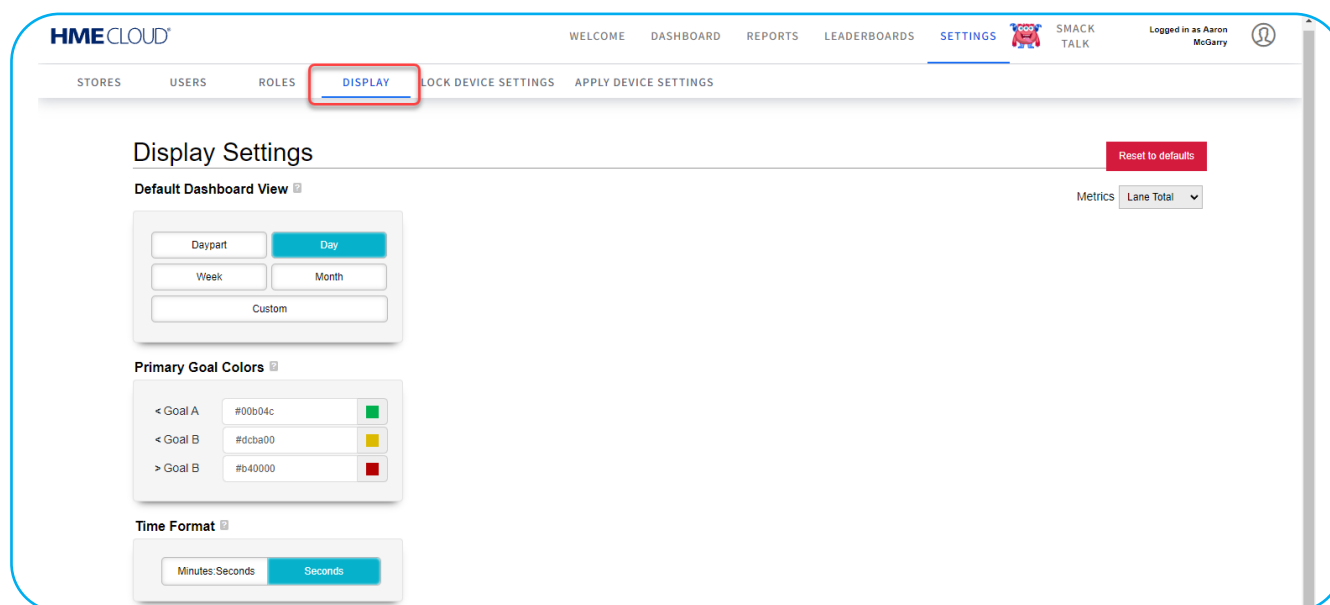 HMECLOUD®
WELCOME DASHBOARD REPORTS LEADERBOARDS SETTINGS SMACK TALK Logged in as Aaron McGarry
STORES USERS ROLES DISPLAY LOCK DEVICE SETTINGS APPLY DEVICE SETTINGS
Display Settings
Reset to defaults
Default Dashboard View ?
Metrics Lane Total
Daypart Day
Week Month
Custom
Primary Goal Colors ?
< Goal A #00b04c
< Goal B #dcba00
> Goal B #b40000
Time Format ?
Minutes:Seconds Seconds